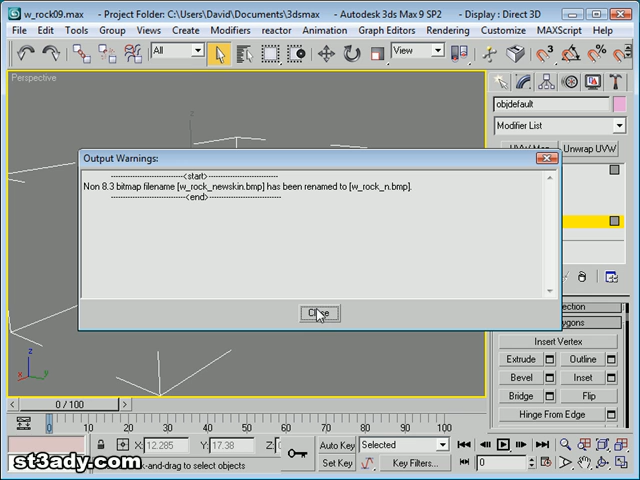 w_rock09.max - Project Folder: C:\Users\David\Documents\3dsmax - Autodesk 3ds Max 9 SP2 - Display : Direct 3D
File Edit Tools Group Views Create Modifiers reactor Animation Graph Editors Rendering Customize MAXScript Help
All View
Perspective
objdefault
Modifier List
Unwrap UVW
Output Warnings:
<start>
Non 8.3 bitmap filename [w_rock_newskin.bmp] has been renamed to [w_rock_n.bmp].
<end>
Insert Vertex
Extrude Outline
Bevel Inset
Bridge Flip
Hinge From Edge
z
x y
0 / 100
0 10 20 30 40 50 60 70 80 90 100
X: 12.285 Y: 17.38 Z:
Auto Key Selected
Set Key Key Filters... 0
st3ady.com
k-and-drag to select objects